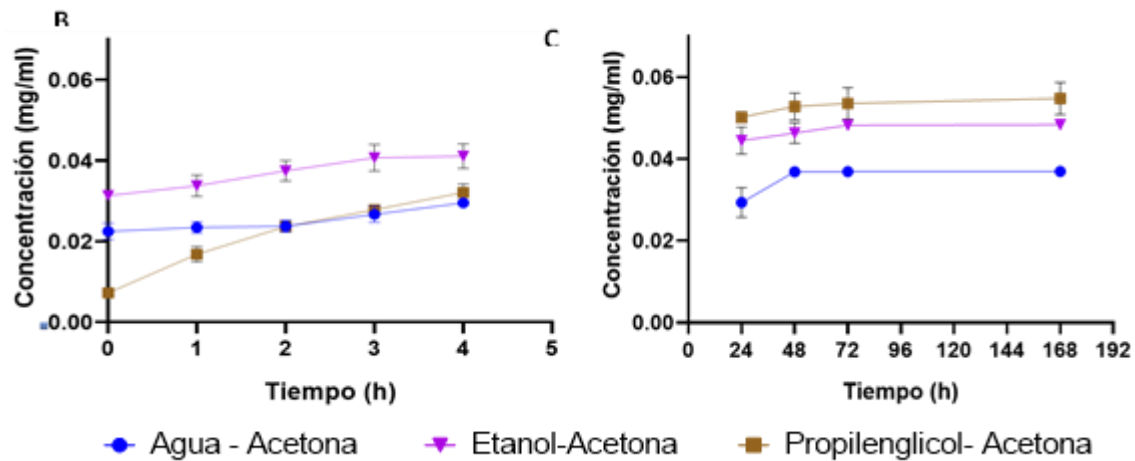 B
C
Concentración (mg/ml)
0.06
0.04
0.02
0.00
0 1 2 3 4 5
Tiempo (h)
Concentración (mg/ml)
0.06
0.04
0.02
0.00
0 24 48 72 96 120 144 168 192
Tiempo (h)
Agua - Acetona Etanol-Acetona Propilenglicol- Acetona